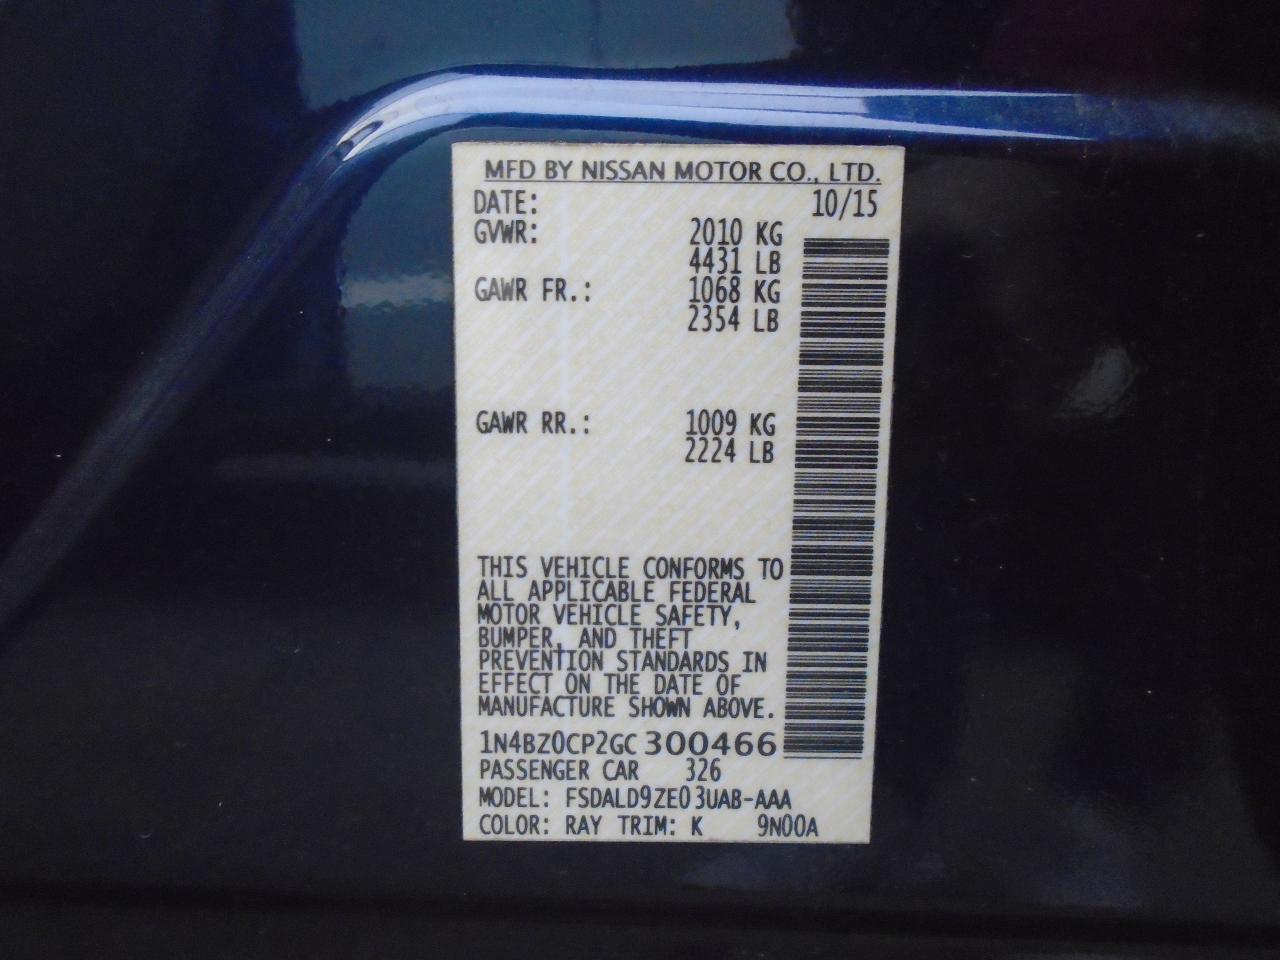 MFD BY NISSAN MOTOR CO., LTD.
DATE: 10/15
GVWR: 2010 KG
4431 LB
GAWR FR.: 1068 KG
2354 LB
GAWR RR.: 1009 KG
2224 LB
THIS VEHICLE CONFORMS TO
ALL APPLICABLE FEDERAL
MOTOR VEHICLE SAFETY,
BUMPER, AND THEFT
PREVENTION STANDARDS IN
EFFECT ON THE DATE OF
MANUFACTURE SHOWN ABOVE.
1N4BZ0CP2GC300466
PASSENGER CAR 326
MODEL: FSDALD9ZE03UAB-AAA
COLOR: RAY TRIM: K 9N00A